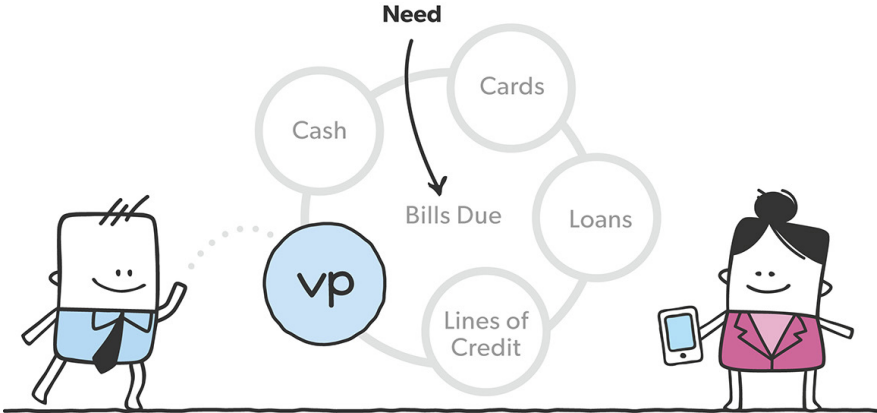 Need
Cards
Cash
Bills Due
Loans
vp
Lines of
Credit